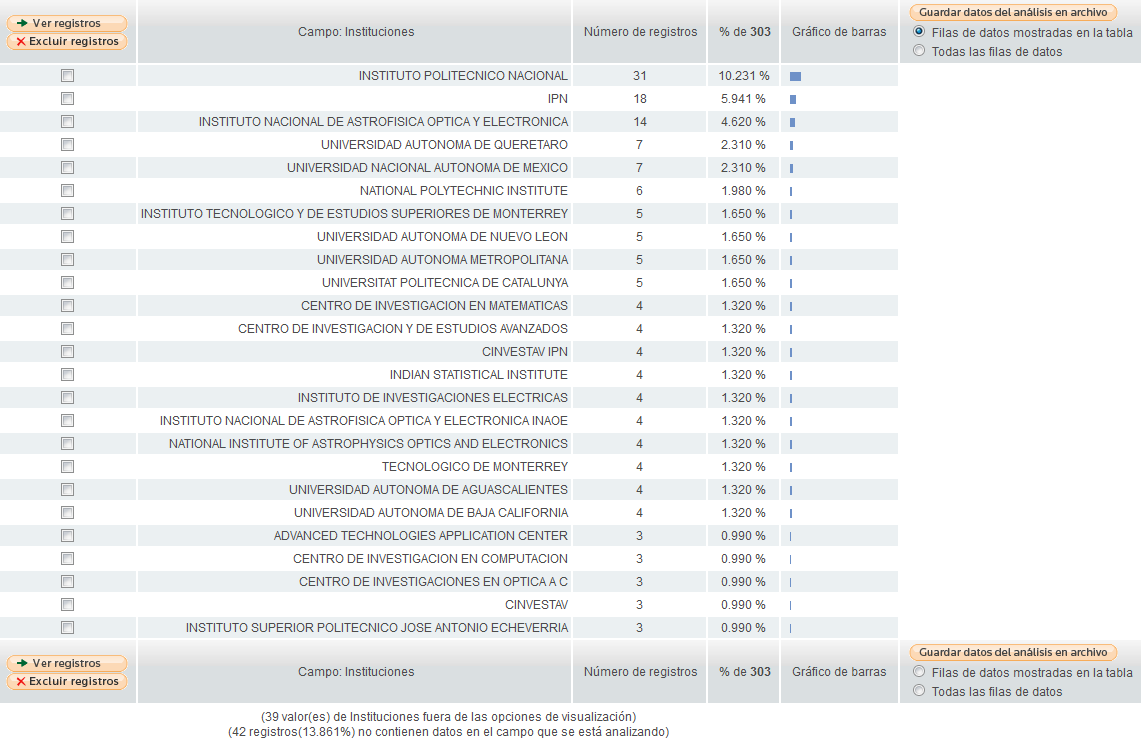 Ver registros
Excluir registros
Campo: Instituciones Número de registros % de 303 Gráfico de barras
Guardar datos del análisis en archivo
Filas de datos mostradas en la tabla
Todas las filas de datos
INSTITUTO POLITECNICO NACIONAL 31 10.231 %
IPN 18 5.941 %
INSTITUTO NACIONAL DE ASTROFISICA OPTICA Y ELECTRONICA 14 4.620 %
UNIVERSIDAD AUTONOMA DE QUERETARO 7 2.310 %
UNIVERSIDAD NACIONAL AUTONOMA DE MEXICO 7 2.310 %
NATIONAL POLYTECHNIC INSTITUTE 6 1.980 %
INSTITUTO TECNOLOGICO Y DE ESTUDIOS SUPERIORES DE MONTERREY 5 1.650 %
UNIVERSIDAD AUTONOMA DE NUEVO LEON 5 1.650 %
UNIVERSIDAD AUTONOMA METROPOLITANA 5 1.650 %
UNIVERSITAT POLITECNICA DE CATALUNYA 5 1.650 %
CENTRO DE INVESTIGACION EN MATEMATICAS 4 1.320 %
CENTRO DE INVESTIGACION Y DE ESTUDIOS AVANZADOS 4 1.320 %
CINVESTAV IPN 4 1.320 %
INDIAN STATISTICAL INSTITUTE 4 1.320 %
INSTITUTO DE INVESTIGACIONES ELECTRICAS 4 1.320 %
INSTITUTO NACIONAL DE ASTROFISICA OPTICA Y ELECTRONICA INAOE 4 1.320 %
NATIONAL INSTITUTE OF ASTROPHYSICS OPTICS AND ELECTRONICS 4 1.320 %
TECNOLOGICO DE MONTERREY 4 1.320 %
UNIVERSIDAD AUTONOMA DE AGUASCALIENTES 4 1.320 %
UNIVERSIDAD AUTONOMA DE BAJA CALIFORNIA 4 1.320 %
ADVANCED TECHNOLOGIES APPLICATION CENTER 3 0.990 %
CENTRO DE INVESTIGACION EN COMPUTACION 3 0.990 %
CENTRO DE INVESTIGACIONES EN OPTICA A C 3 0.990 %
CINVESTAV 3 0.990 %
INSTITUTO SUPERIOR POLITECNICO JOSE ANTONIO ECHEVERRIA 3 0.990 %
Ver registros
Excluir registros
Campo: Instituciones Número de registros % de 303 Gráfico de barras
Guardar datos del análisis en archivo
Filas de datos mostradas en la tabla
Todas las filas de datos
(39 valor(es) de Instituciones fuera de las opciones de visualización)
(42 registros(13.861%) no contienen datos en el campo que se está analizando)